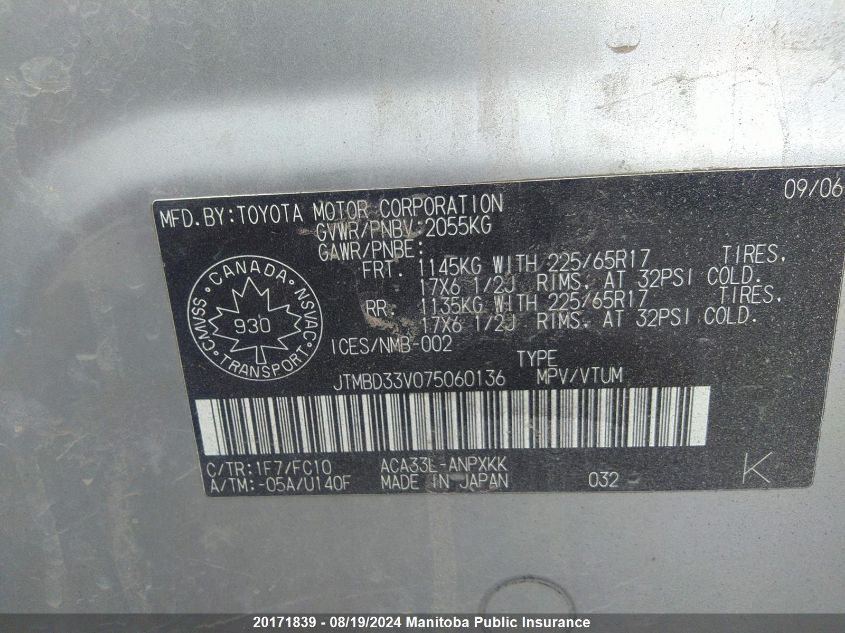 09/06
MFD.BY:TOYOTA MOTOR CORPORATION
GVWR/PNBV:2055KG
GAWR/PNBE:
FRT. 1145KG WITH 225/65R17 TIRES,
17X6 1/2J RIMS, AT 32PSI COLD.
RR. 1135KG WITH 225/65R17 TIRES,
17X6 1/2J RIMS, AT 32PSI COLD.
CANADA
CMVSS NSVAC
930
TRANSPORT
ICES/NMB-002
TYPE
JTMBD33V075060136 MPV/VTUM
C/TR:1F7/FC10 ACA33L-ANPXKK
A/TM:-05A/U140F MADE IN JAPAN 032 K
20171839 - 08/19/2024 Manitoba Public Insurance